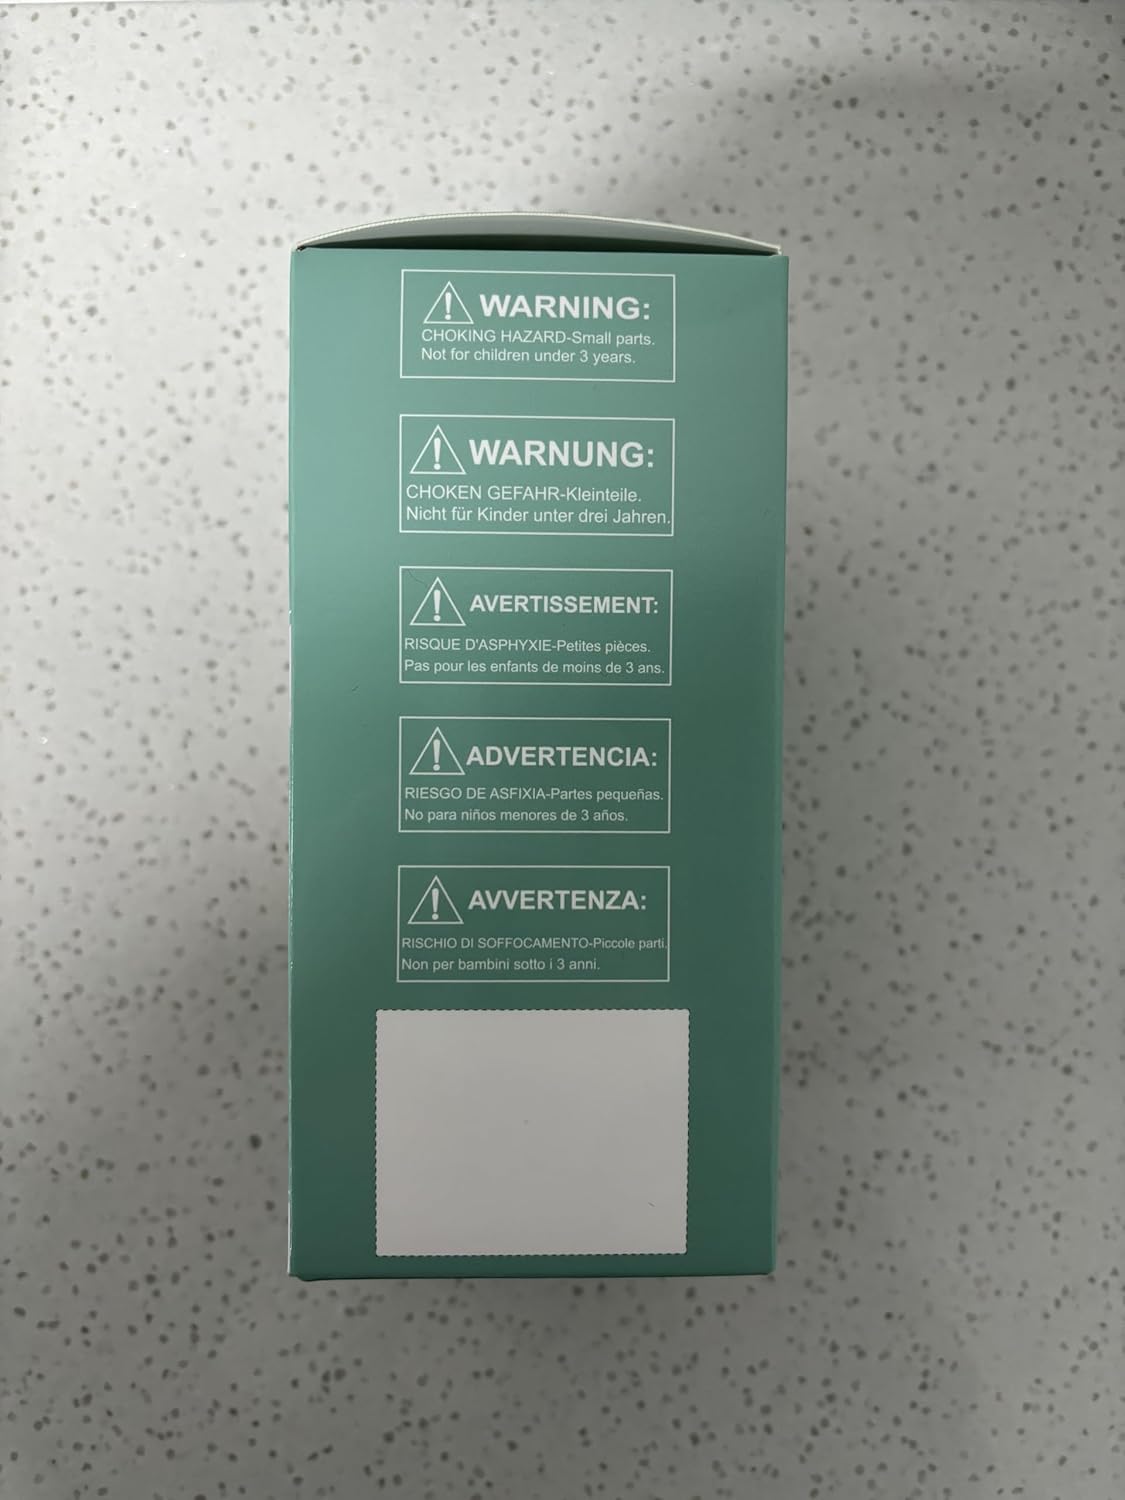 WARNING:
CHOKING HAZARD-Small parts.
Not for children under 3 years.
WARNUNG:
CHOKEN GEFAHR-Kleinteile.
Nicht für Kinder unter drei Jahren.
AVERTISSEMENT:
RISQUE D'ASPHYXIE-Petites pièces.
Pas pour les enfants de moins de 3 ans.
ADVERTENCIA:
RIESGO DE ASFIXIA-Partes pequeñas.
No para niños menores de 3 años.
AVVERTENZA:
RISCHIO DI SOFFOCAMENTO-Piccole parti.
Non per bambini sotto i 3 anni.